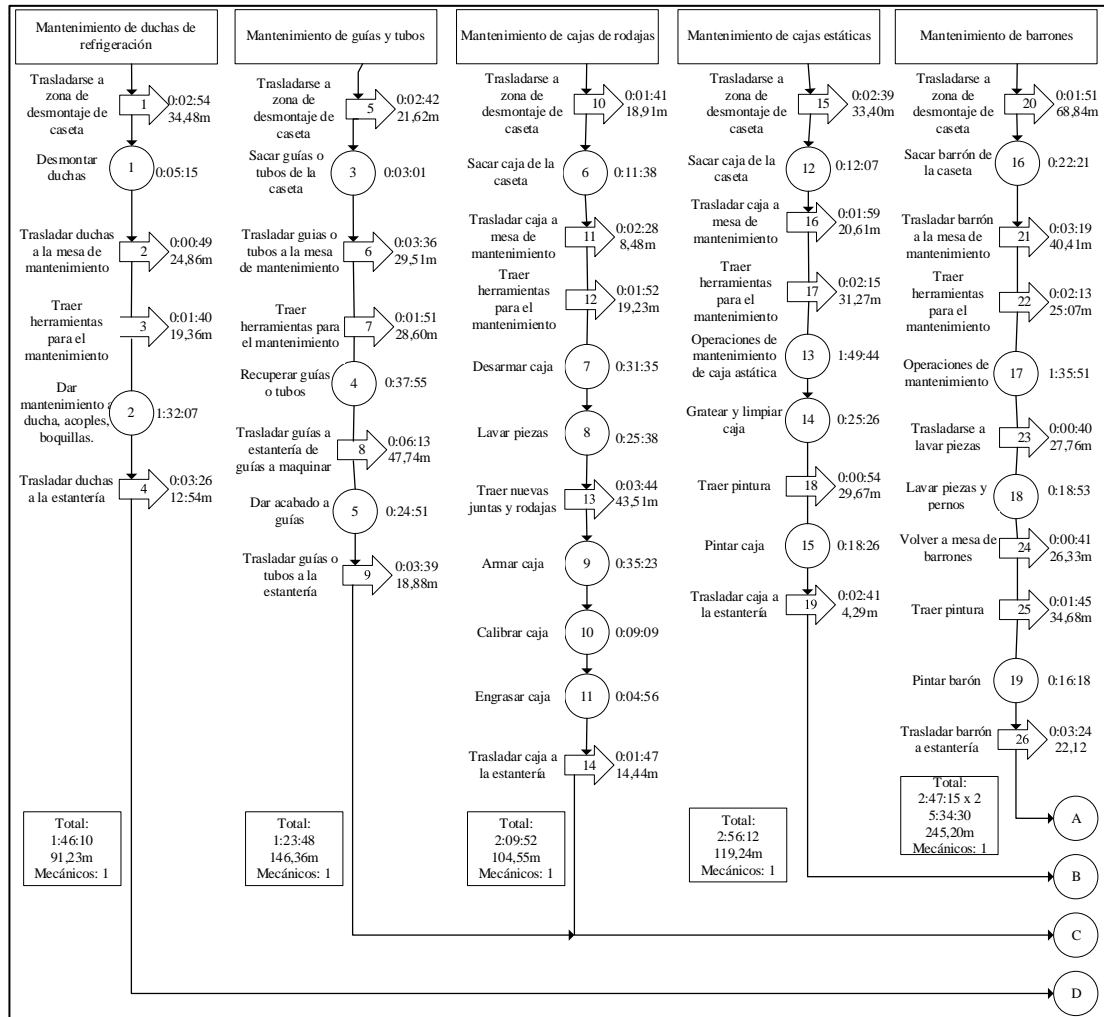 Mantenimiento de duchas
de refrigeración
Trasladarse a
zona de
desmontaje de
caseta
1
0:02:54
34,48m
Desmontar
duchas
1
0:05:15
Trasladar duchas
a la mesa de
mantenimiento
2
0:00:49
24,86m
Traer
herramientas
para el
mantenimiento
3
0:01:40
19,36m
Dar
mantenimiento a
ducha, acoples,
boquillas.
2
1:32:07
Trasladar duchas
a la estantería
4
0:03:26
12:54m
Total:
1:46:10
91,23m
Mecánicos: 1
Mantenimiento de guías y tubos
Trasladarse a
zona de
desmontaje de
caseta
5
0:02:42
21,62m
Sacar guías o
tubos de la
caseta
3
0:03:01
Trasladar guias o
tubos a la mesa
de mantenimiento
6
0:03:36
29,51m
Traer
herramientas para
el mantenimiento
7
0:01:51
28,60m
Recuperar guías
o tubos
4
0:37:55
Trasladar guías a
estantería de
guías a maquinar
8
0:06:13
47,74m
Dar acabado a
guías
5
0:24:51
Trasladar guías o
tubos a la
estantería
9
0:03:39
18,88m
Total:
1:23:48
146,36m
Mecánicos: 1
Mantenimiento de cajas de rodajas
Trasladarse a
zona de
desmontaje de
caseta
10
0:01:41
18,91m
Sacar caja de la
caseta
6
0:11:38
Trasladar caja a
mesa de
mantenimiento
11
0:02:28
8,48m
Traer
herramientas
para el
mantenimiento
12
0:01:52
19,23m
Desarmar caja
7
0:31:35
Lavar piezas
8
0:25:38
Traer nuevas
juntas y rodajas
13
0:03:44
43,51m
Armar caja
9
0:35:23
Calibrar caja
10
0:09:09
Engrasar caja
11
0:04:56
Trasladar caja a
la estantería
14
0:01:47
14,44m
Total:
2:09:52
104,55m
Mecánicos: 1
Mantenimiento de cajas estáticas
Trasladarse a
zona de
desmontaje de
caseta
15
0:02:39
33,40m
Sacar caja de la
caseta
12
0:12:07
Trasladar caja a
mesa de
mantenimiento
16
0:01:59
20,61m
Traer
herramientas
para el
mantenimiento
17
0:02:15
31,27m
Operaciones de
mantenimiento
de caja astática
13
1:49:44
Gratear y limpiar
caja
14
0:25:26
Traer pintura
18
0:00:54
29,67m
Pintar caja
15
0:18:26
Trasladar caja a
la estantería
19
0:02:41
4,29m
Total:
2:56:12
119,24m
Mecánicos: 1
Mantenimiento de barrones
Trasladarse a
zona de
desmontaje de
caseta
20
0:01:51
68,84m
Sacar barrón de
la caseta
16
0:22:21
Trasladar barrón
a la mesa de
mantenimiento
21
0:03:19
40,41m
Traer
herramientas
para el
mantenimiento
22
0:02:13
25:07m
Operaciones de
mantenimiento
17
1:35:51
Trasladarse a
lavar piezas
23
0:00:40
27,76m
Lavar piezas y
pernos
18
0:18:53
Volver a mesa de
barrones
24
0:00:41
26,33m
Traer pintura
25
0:01:45
34,68m
Pintar barón
19
0:16:18
Trasladar barrón
a estantería
26
0:03:24
22,12
Total:
2:47:15 x 2
5:34:30
245,20m
Mecánicos: 1
A
B
C
D